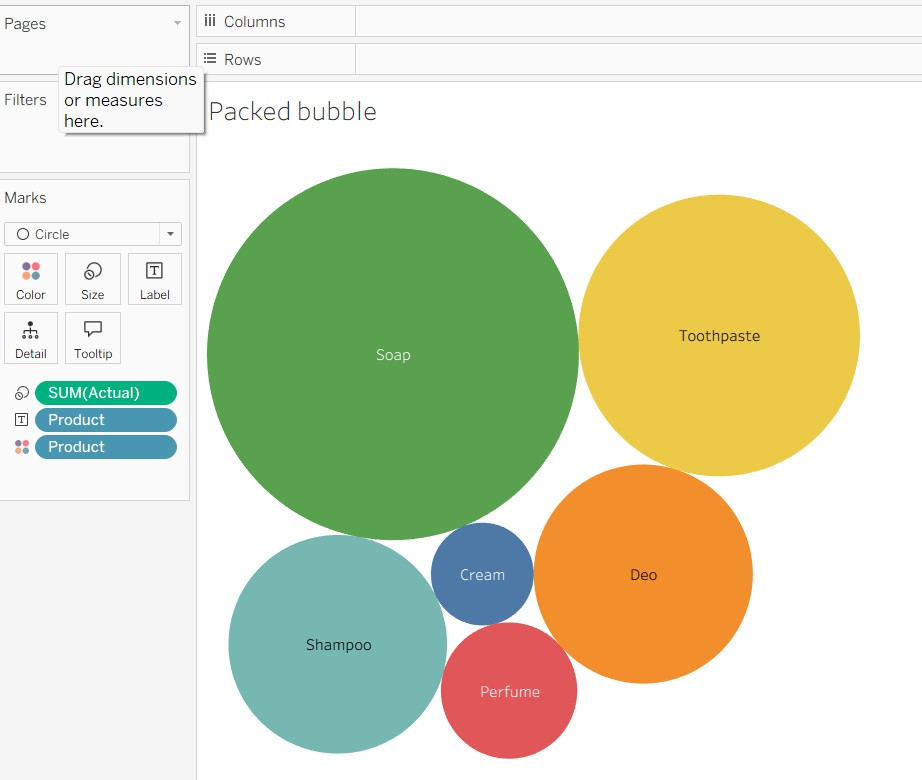 Pages
Columns
Rows
Drag dimensions
or measures
here.
Filters
Packed bubble
Marks
Circle
Color
Size
Label
Detail
Tooltip
SUM(Actual)
Product
Product
Soap
Toothpaste
Cream
Deo
Shampoo
Perfume